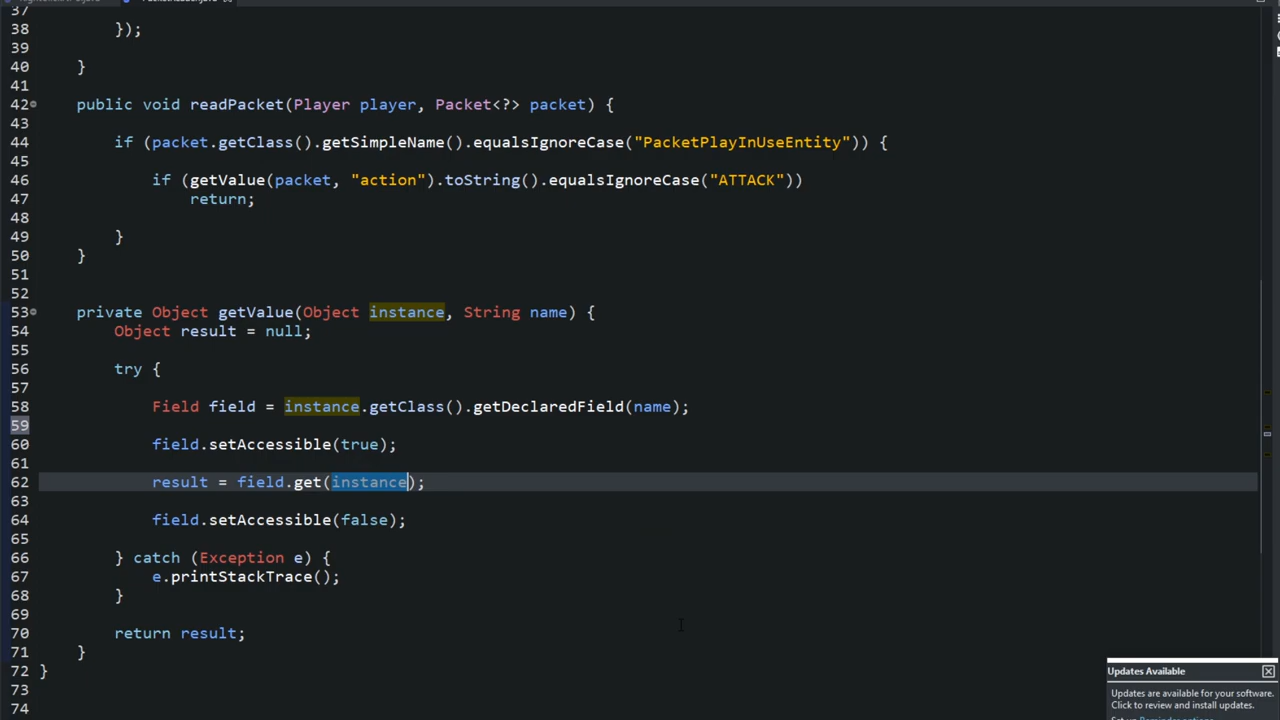 37
38 });
39
40 }
41
42 public void readPacket(Player player, Packet<?> packet) {
43
44 if (packet.getClass().getSimpleName().equalsIgnoreCase("PacketPlayInUseEntity")) {
45
46 if (getValue(packet, "action").toString().equalsIgnoreCase("ATTACK"))
47 return;
48
49 }
50 }
51
52
53 private Object getValue(Object instance, String name) {
54 Object result = null;
55
56 try {
57
58 Field field = instance.getClass().getDeclaredField(name);
59
60 field.setAccessible(true);
61
62 result = field.get(instance);
63
64 field.setAccessible(false);
65
66 } catch (Exception e) {
67 e.printStackTrace();
68 }
69
70 return result;
71 }
72 }
73
74
Updates Available
Updates are available for your software.
Click to review and install updates.